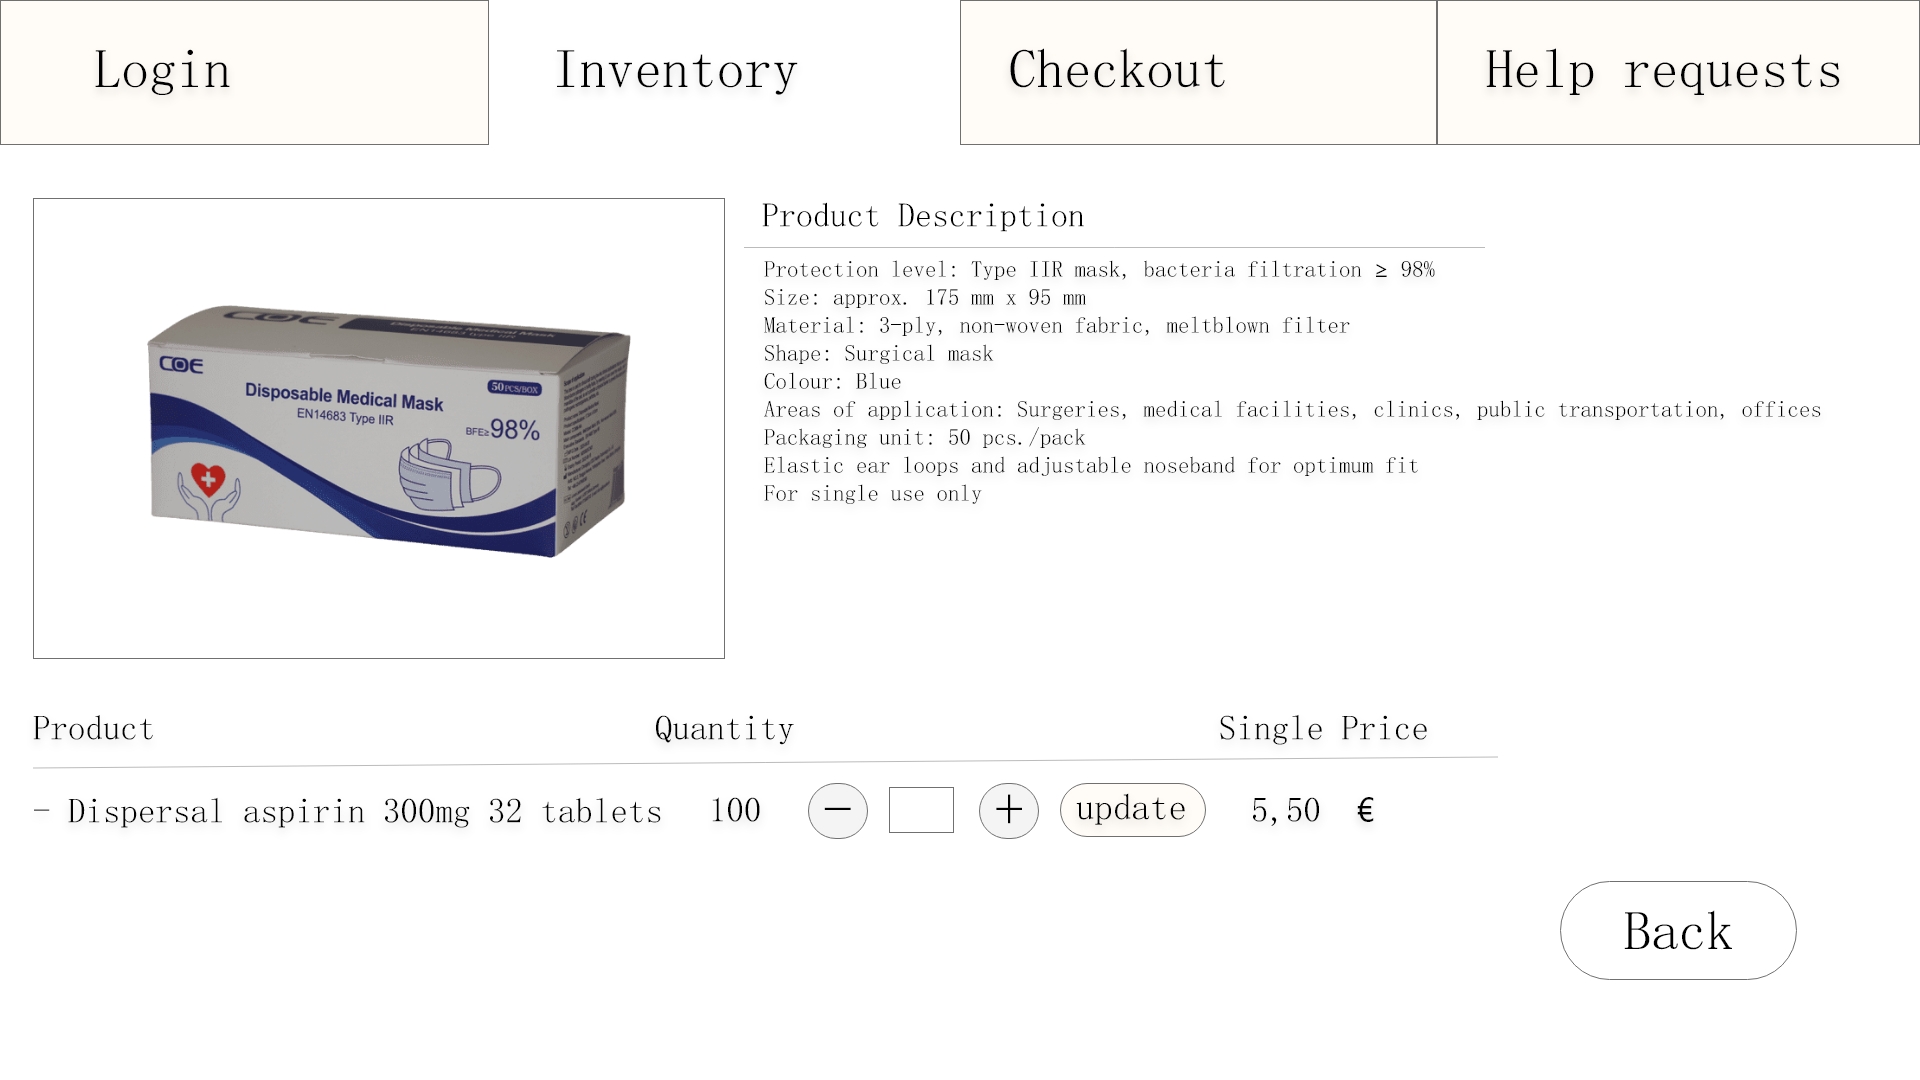 Login Inventory Checkout Help requests
COE
COE
Disposable Medical Mask
EN14683 Type IIR
50PCS/BOX
BFE≥98%
Product Description
Protection level: Type IIR mask, bacteria filtration ≥ 98%
Size: approx. 175 mm x 95 mm
Material: 3-ply, non-woven fabric, meltblown filter
Shape: Surgical mask
Colour: Blue
Areas of application: Surgeries, medical facilities, clinics, public transportation, offices
Packaging unit: 50 pcs./pack
Elastic ear loops and adjustable noseband for optimum fit
For single use only
Product Quantity Single Price
- Dispersal aspirin 300mg 32 tablets 100 − + update 5,50 €
Back